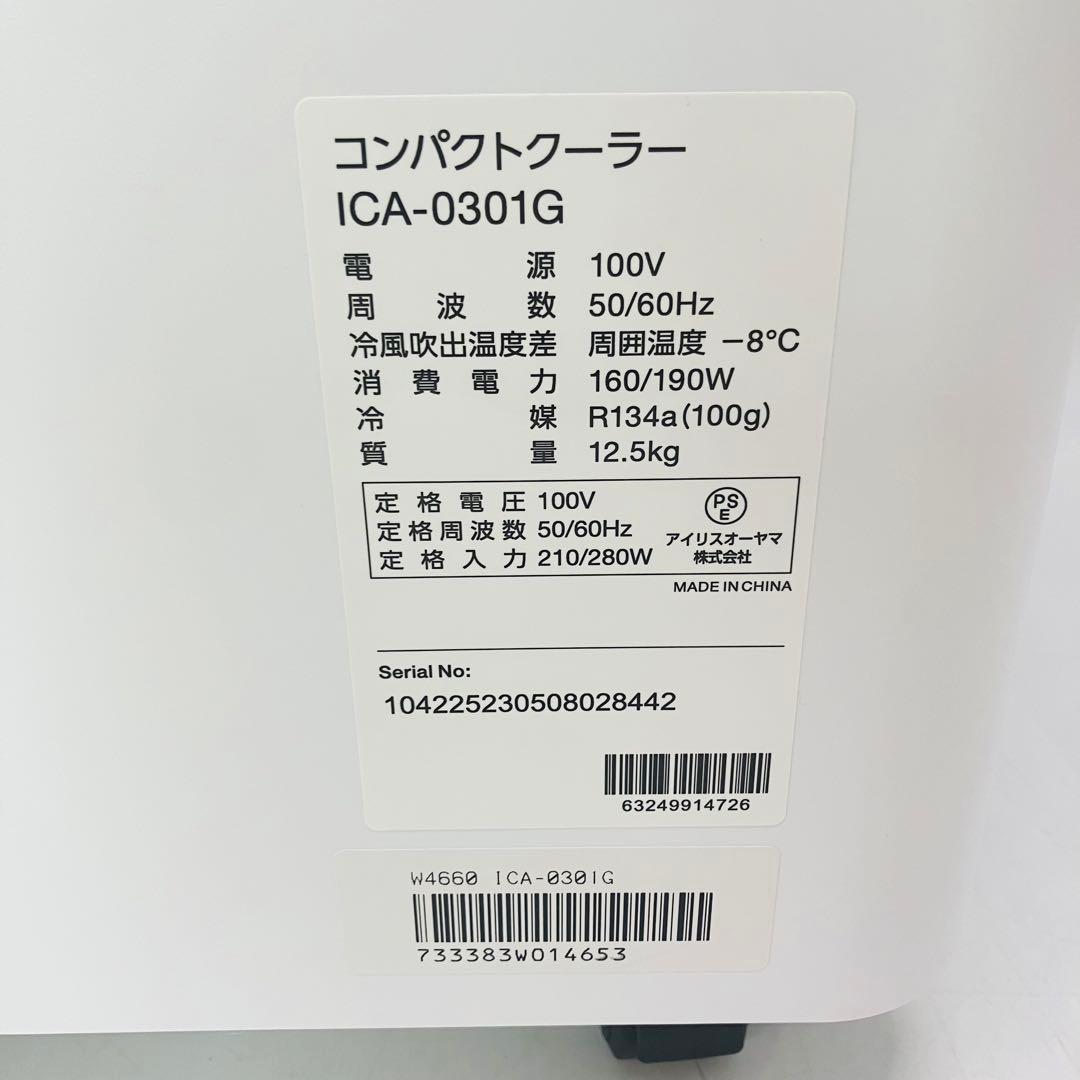 コンパクトクーラー
ICA-0301G
電源 100V
周波数 50/60Hz
冷風吹出温度差 周囲温度 −8℃
消費電力 160/190W
冷媒 R134a(100g)
質量 12.5kg
定格電圧 100V
定格周波数 50/60Hz
定格入力 210/280W
PSE
アイリスオーヤマ
株式会社
MADE IN CHINA
Serial No:
104225230508028442
63249914726
W4660 ICA-0301G
733383W014653